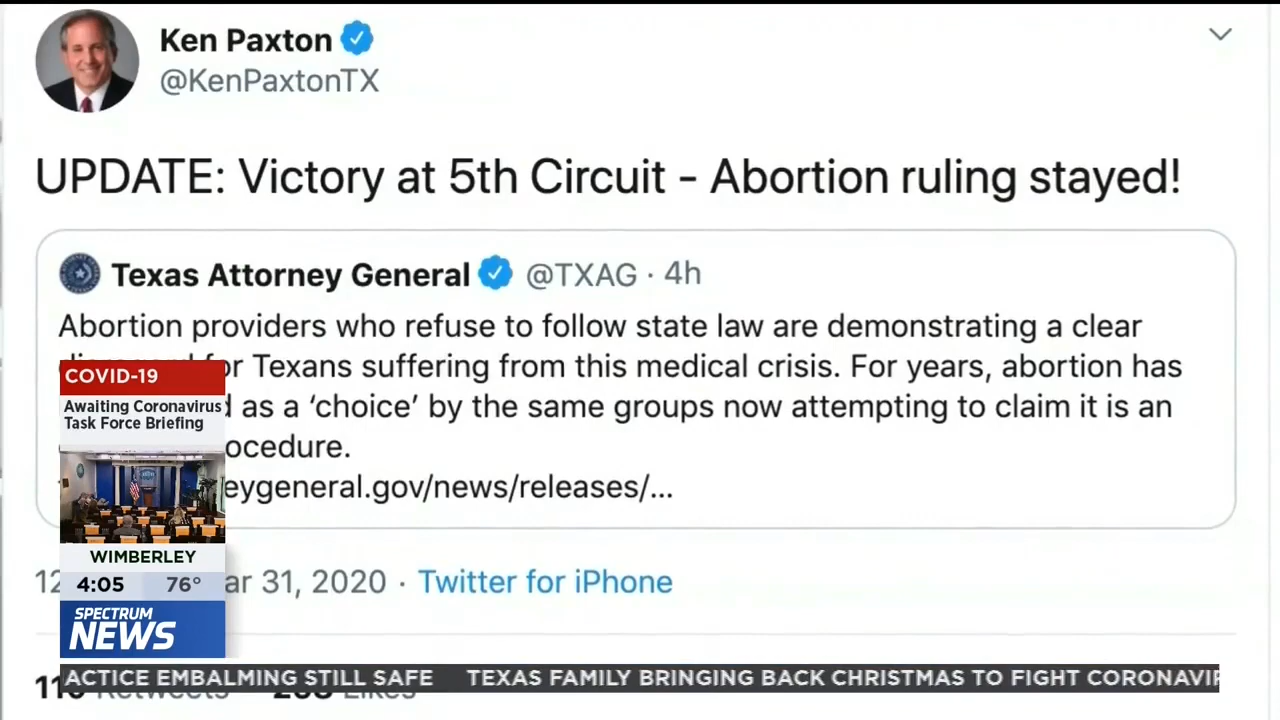 Ken Paxton
@KenPaxtonTX
UPDATE: Victory at 5th Circuit - Abortion ruling stayed!
Texas Attorney General @TXAG · 4h
Abortion providers who refuse to follow state law are demonstrating a clear
for Texans suffering from this medical crisis. For years, abortion has
as a ‘choice’ by the same groups now attempting to claim it is an
ocedure.
eygeneral.gov/news/releases/...
12 ar 31, 2020 · Twitter for iPhone
Retweets Likes
COVID-19
Awaiting Coronavirus
Task Force Briefing
WIMBERLEY
4:05 76°
SPECTRUM
NEWS
ACTICE EMBALMING STILL SAFE TEXAS FAMILY BRINGING BACK CHRISTMAS TO FIGHT CORONAVIR